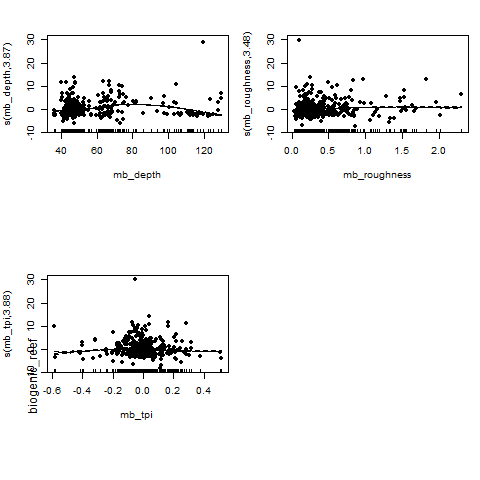 s(mb_depth,3.87)
30
20
10
0
-10
40 60 80 100 120
mb_depth
s(mb_roughness,3.48)
30
20
10
0
-10
0.0 0.5 1.0 1.5 2.0
mb_roughness
s(mb_tpi,3.88)
biogenic_reef
30
20
10
0
-10
-0.6 -0.4 -0.2 0.0 0.2 0.4
mb_tpi